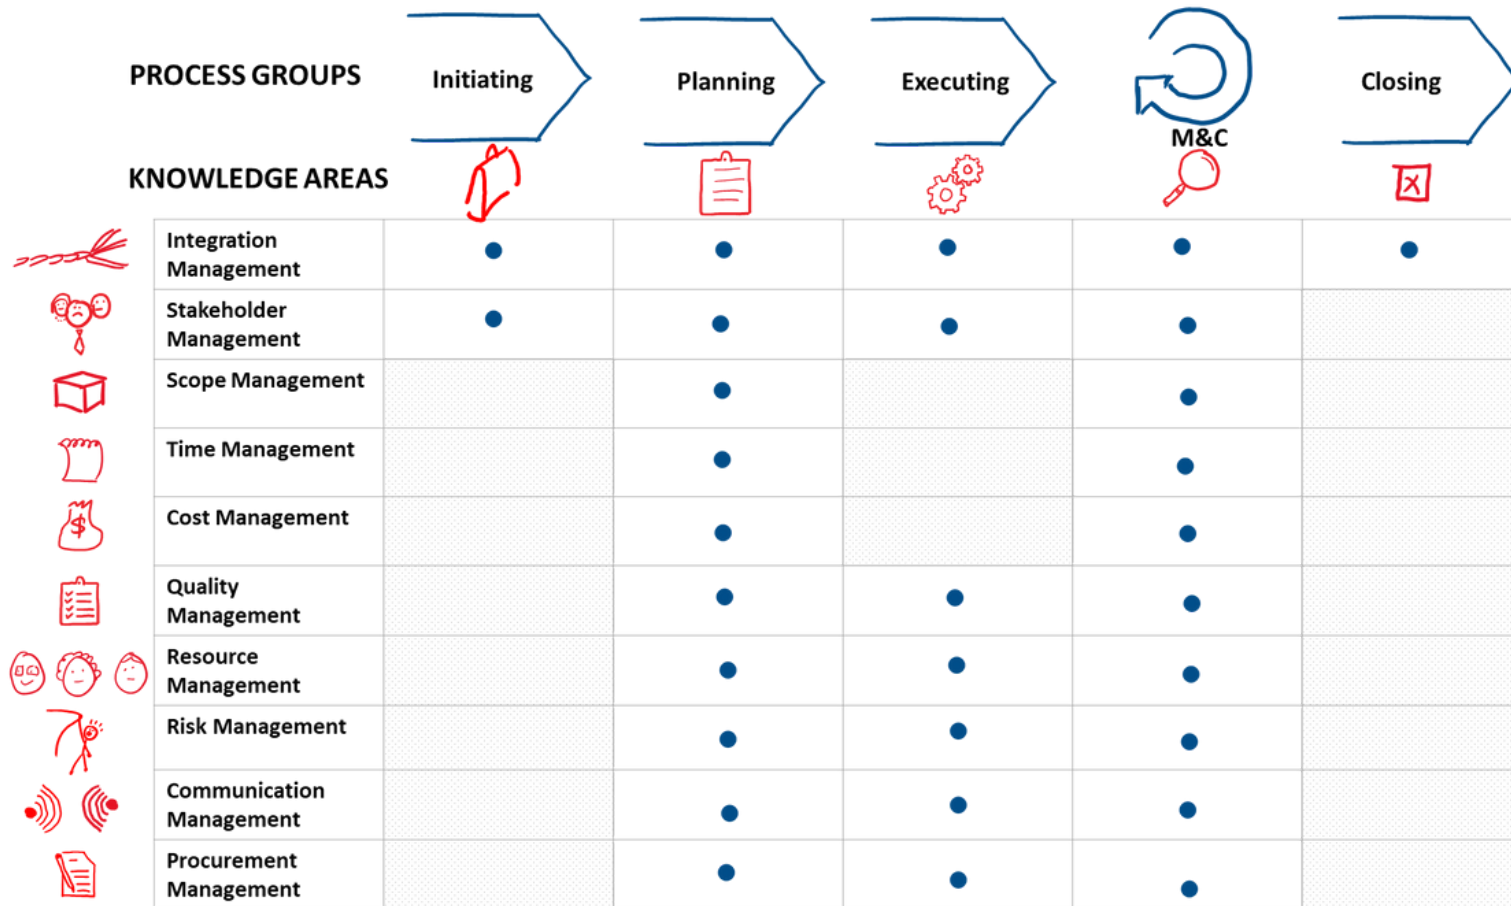 PROCESS GROUPS
Initiating
Planning
Executing
M&C
Closing
KNOWLEDGE AREAS
X
Integration
Management
Stakeholder
Management
Scope Management
Time Management
$
Cost Management
Quality
Management
Resource
Management
Risk Management
Communication
Management
Procurement
Management